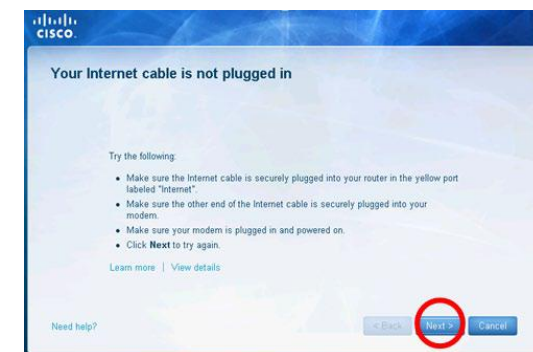 CISCO.
Your Internet cable is not plugged in
Try the following:
• Make sure the Internet cable is securely plugged into your router in the yellow port
labeled "Internet".
• Make sure the other end of the Internet cable is securely plugged into your
modem.
• Make sure your modem is plugged in and powered on.
• Click Next to try again.
Learn more | View details
Need help? < Back Next > Cancel